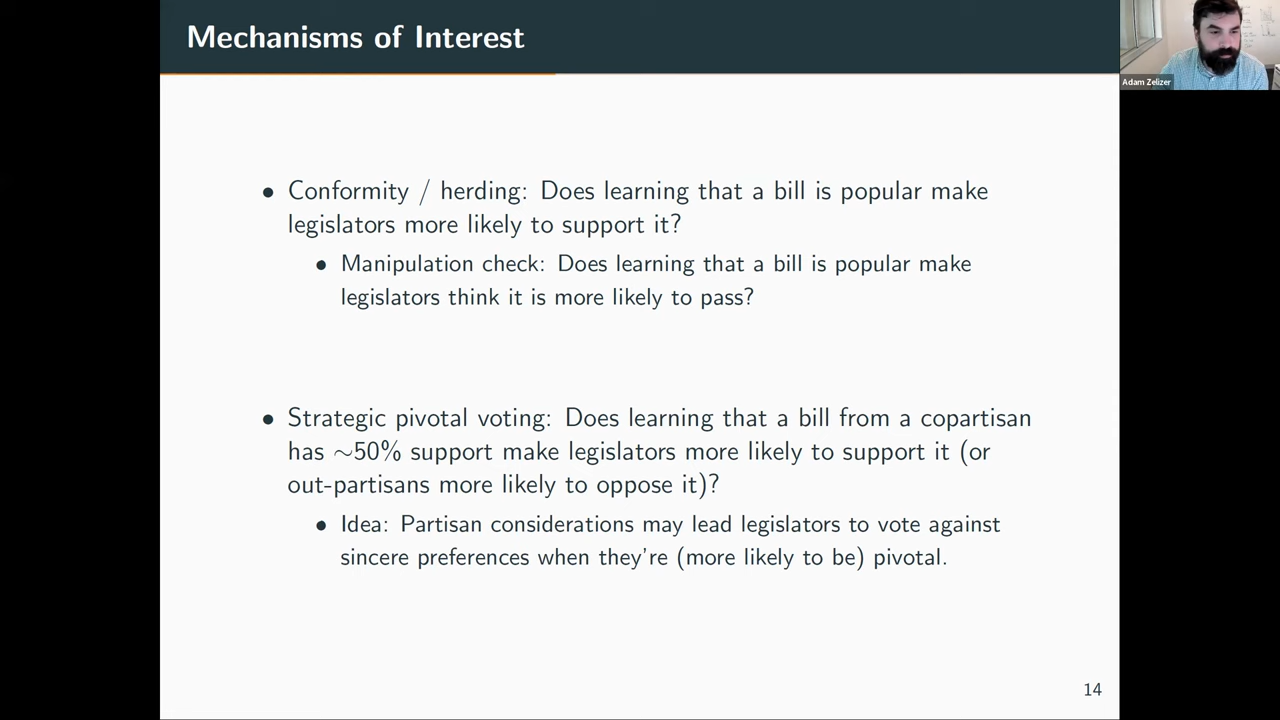 Mechanisms of Interest
Adam Zelizer
• Conformity / herding: Does learning that a bill is popular make
legislators more likely to support it?
• Manipulation check: Does learning that a bill is popular make
legislators think it is more likely to pass?
• Strategic pivotal voting: Does learning that a bill from a copartisan
has ~50% support make legislators more likely to support it (or
out-partisans more likely to oppose it)?
• Idea: Partisan considerations may lead legislators to vote against
sincere preferences when they're (more likely to be) pivotal.
14